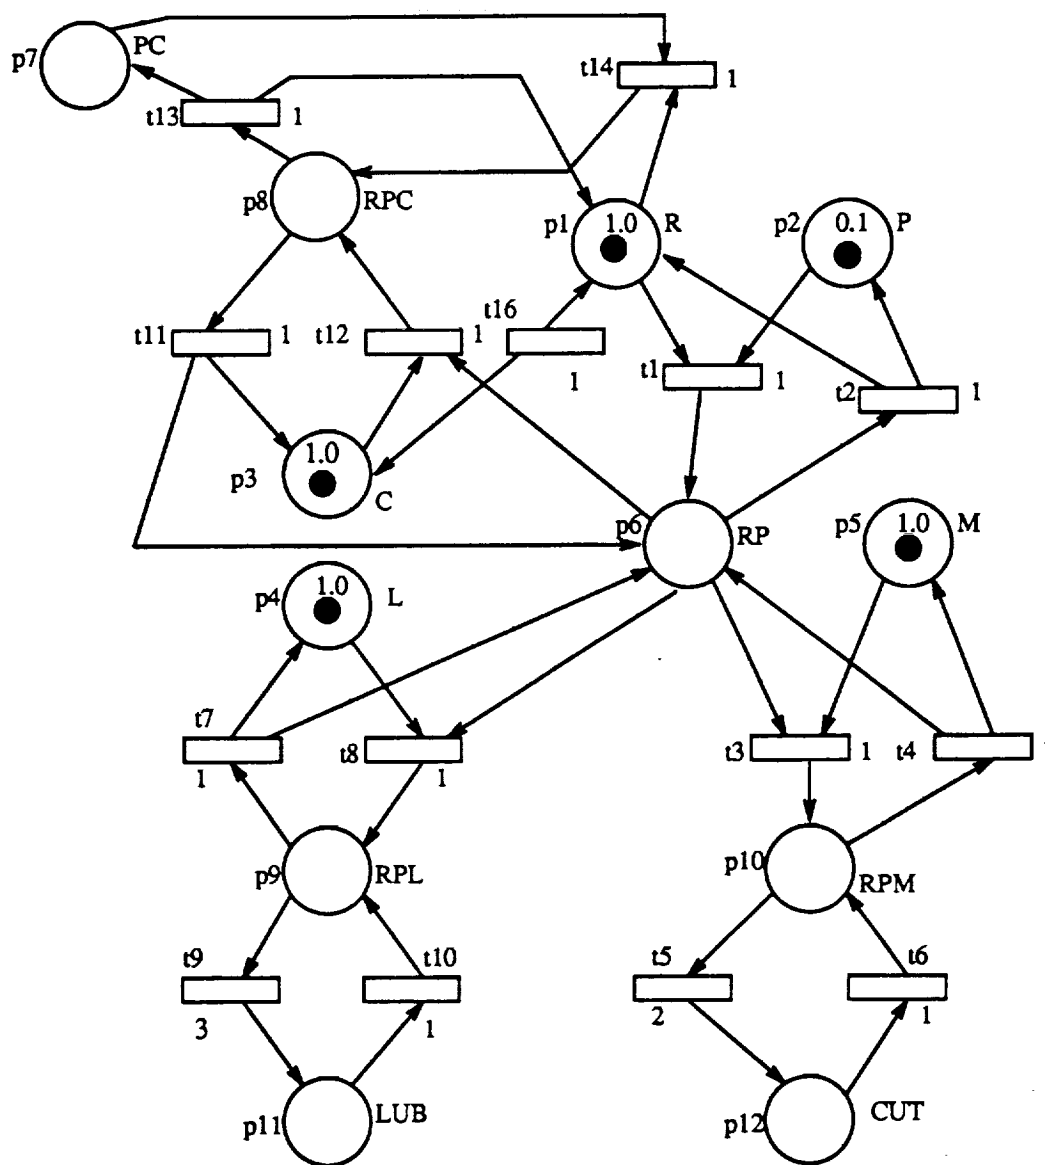 p7 PC
t14 1
t13 1
p8 RPC
p1 1.0 R
p2 0.1 P
t11 1
t12 1
t16
1
t1 1
t2 1
p3 1.0
C
p6 RP
p5 1.0 M
p4 1.0 L
t7
1
t8
1
t3 1
t4
p9 RPL
p10 RPM
t9
3
t10
1
t5
2
t6
1
p11 LUB
p12 CUT